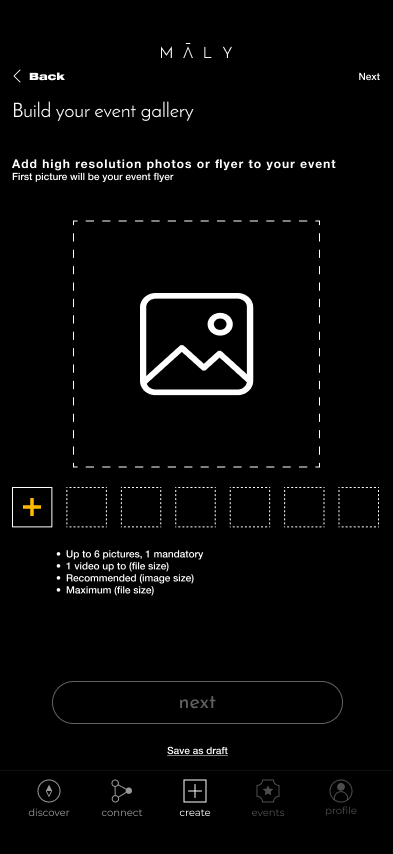 MĀLY
Back
Next
Build your event gallery
Add high resolution photos or flyer to your event
First picture will be your event flyer
• Up to 6 pictures, 1 mandatory
• 1 video up to (file size)
• Recommended (image size)
• Maximum (file size)
next
Save as draft
discover
connect
create
events
profile